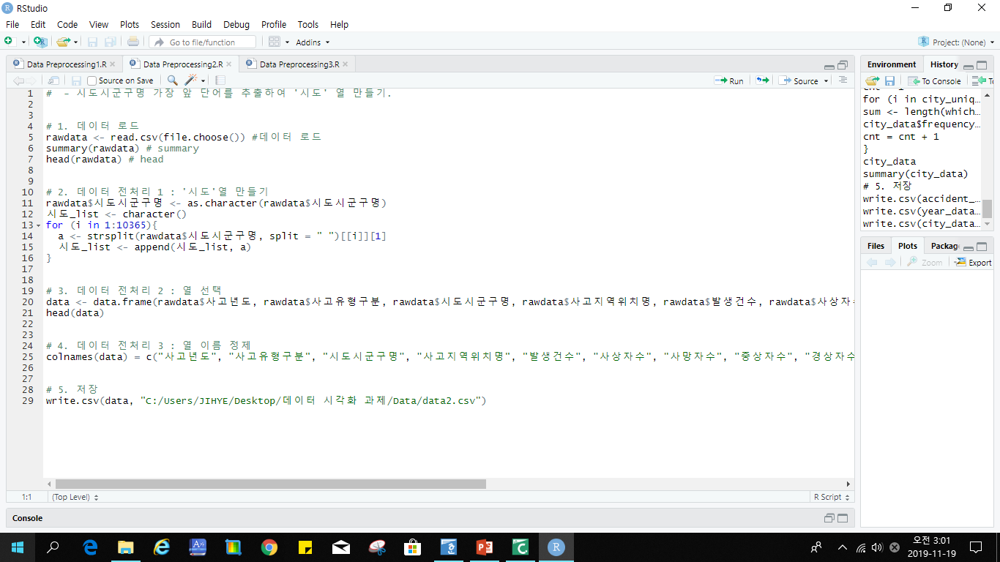 RStudio
File Edit Code View Plots Session Build Debug Profile Tools Help
Go to file/function Addins Project: (None)
Data Preprocessing1.R Data Preprocessing2.R Data Preprocessing3.R
Source on Save Run Source
1 # - 시도시군구명 가장 앞 단어를 추출하여 '시도' 열 만들기.
2
3
4 # 1. 데이터 로드
5 rawdata <- read.csv(file.choose()) #데이터 로드
6 summary(rawdata) # summary
7 head(rawdata) # head
8
9
10 # 2. 데이터 전처리 1 : '시도'열 만들기
11 rawdata$시도시군구명 <- as.character(rawdata$시도시군구명)
12 시도_list <- character()
13 for (i in 1:10365){
14 a <- strsplit(rawdata$시도시군구명, split = " ")[[i]][1]
15 시도_list <- append(시도_list, a)
16 }
17
18
19 # 3. 데이터 전처리 2 : 열 선택
20 data <- data.frame(rawdata$사고년도, rawdata$사고유형구분, rawdata$시도시군구명, rawdata$사고지역위치명, rawdata$발생건수, rawdata$사상자
21 head(data)
22
23
24 # 4. 데이터 전처리 3 : 열 이름 정제
25 colnames(data) = c("사고년도", "사고유형구분", "시도시군구명", "사고지역위치명", "발생건수", "사상자수", "사망자수", "중상자수", "경상자수
26
27
28 # 5. 저장
29 write.csv(data, "C:/Users/JIHYE/Desktop/데이터 시각화 과제/Data/data2.csv")
1:1 (Top Level) R Script
Console
Environment History
To Console
for (i in city_uniq…
sum <- length(which…
city_data$frequency…
cnt = cnt + 1
}
city_data
summary(city_data)
# 5. 저장
write.csv(accident_…
write.csv(year_data…
write.csv(city_data…
Files Plots Packag
Zoom Export
오전 3:01
2019-11-19